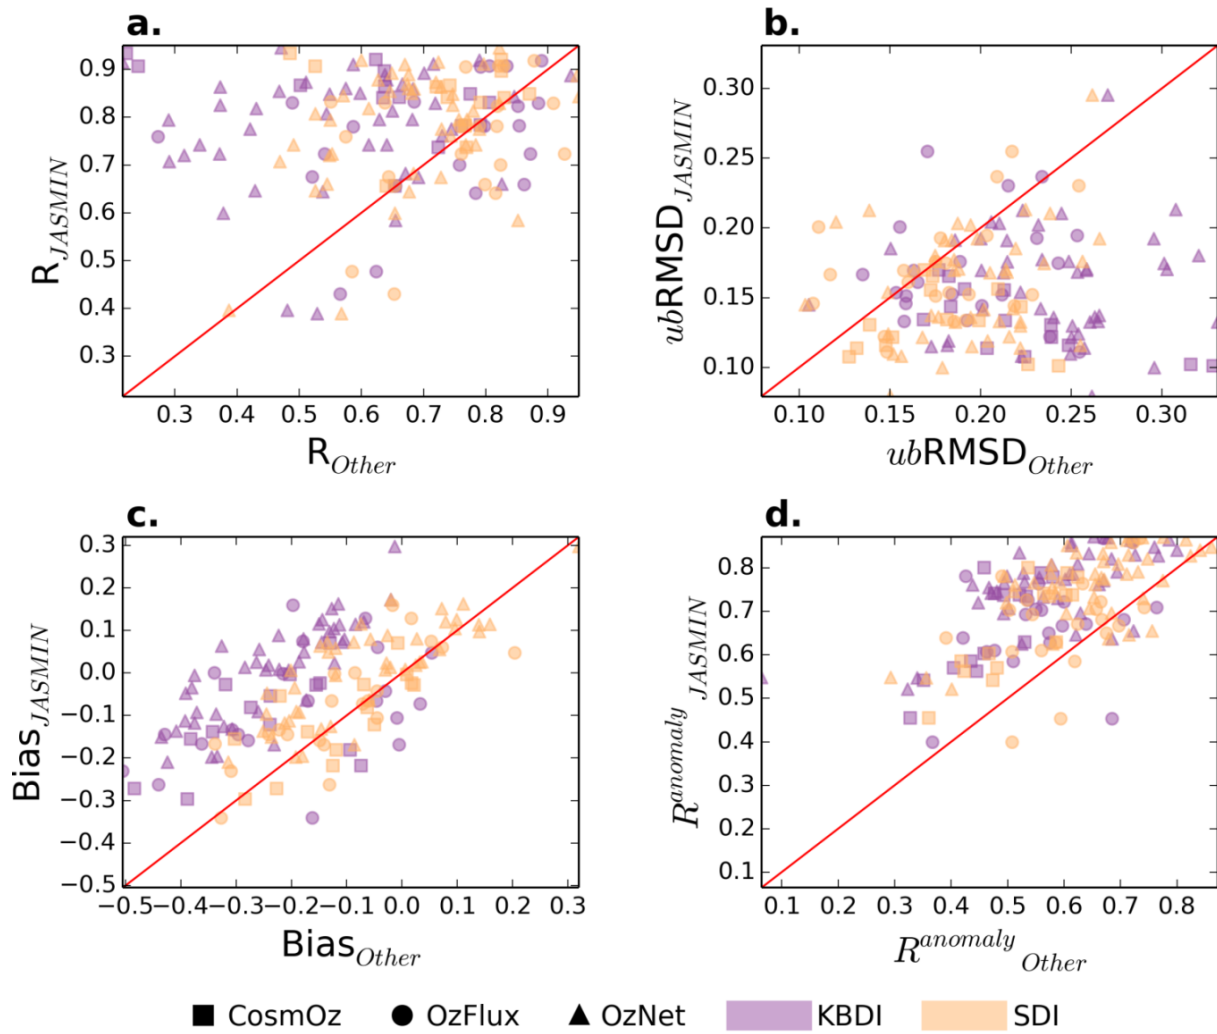 a.
0.9
0.8
0.7
0.6
0.5
0.4
0.3
R_JASMIN
0.3 0.4 0.5 0.6 0.7 0.8 0.9
R_Other
b.
0.30
0.25
0.20
0.15
0.10
ubRMSD_JASMIN
0.10 0.15 0.20 0.25 0.30
ubRMSD_Other
c.
0.3
0.2
0.1
0.0
−0.1
−0.2
−0.3
−0.4
−0.5
Bias_JASMIN
−0.5 −0.4 −0.3 −0.2 −0.1 0.0 0.1 0.2 0.3
Bias_Other
d.
0.8
0.7
0.6
0.5
0.4
0.3
0.2
0.1
R^anomaly_JASMIN
0.1 0.2 0.3 0.4 0.5 0.6 0.7 0.8
R^anomaly_Other
CosmOz OzFlux OzNet KBDI SDI